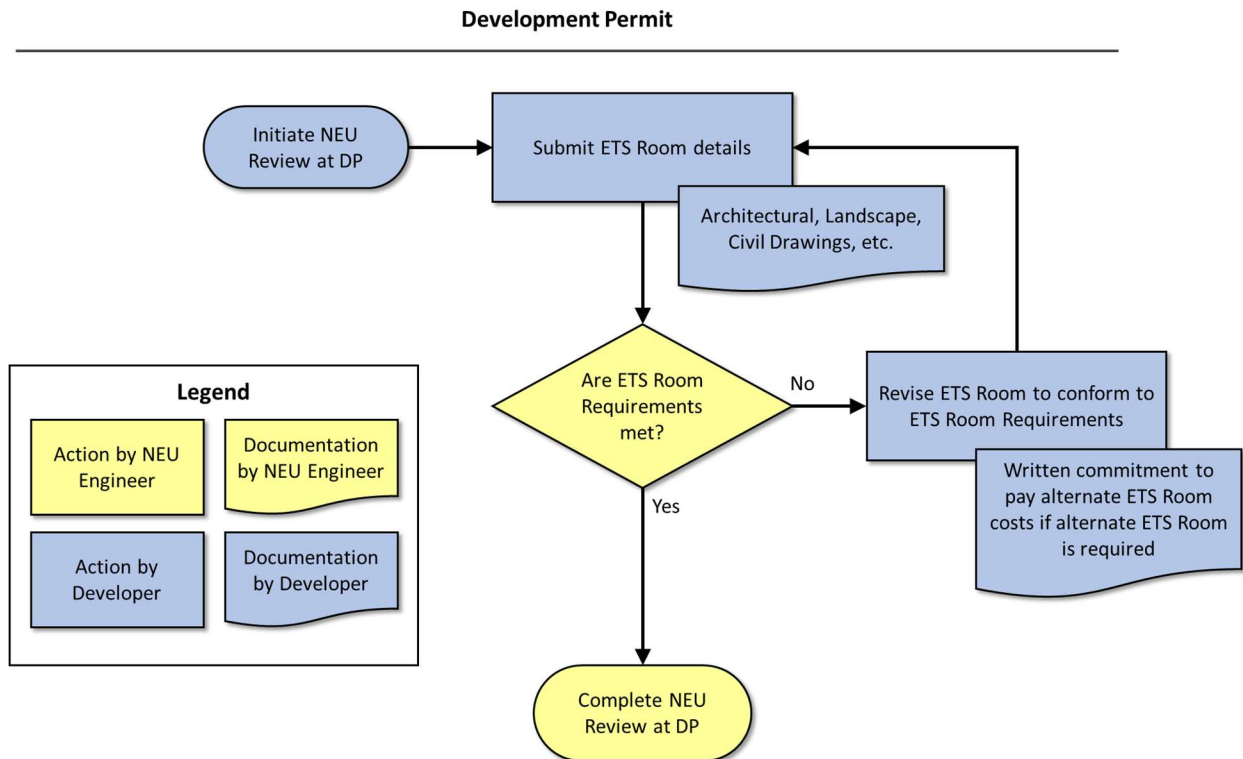 Development Permit
Initiate NEU
Review at DP
Submit ETS Room details
Architectural, Landscape,
Civil Drawings, etc.
Are ETS Room
Requirements
met?
No
Revise ETS Room to conform to
ETS Room Requirements
Written commitment to
pay alternate ETS Room
costs if alternate ETS Room
is required
Yes
Complete NEU
Review at DP
Legend
Action by NEU
Engineer
Documentation
by NEU Engineer
Action by
Developer
Documentation
by Developer